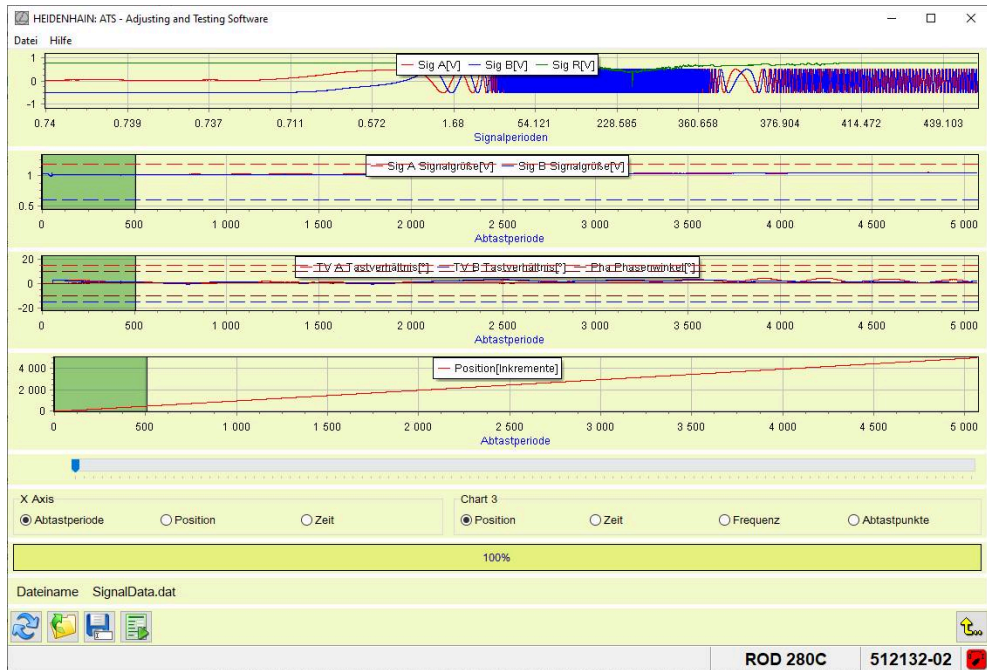 HEIDENHAIN: ATS - Adjusting and Testing Software
Datei Hilfe
Sig A[V] Sig B[V] Sig R[V]
1
0
-1
0.74 0.739 0.737 0.711 0.572 1.68 54.121 228.585 360.658 376.904 414.472 439.103
Signalperioden
Sig A Signalgröße[V] Sig B Signalgröße[V]
1
0.5
0 500 1 000 1 500 2 000 2 500 3 000 3 500 4 000 4 500 5 000
Abtastperiode
TV A Tastverhältnis[°] TV B Tastverhältnis[°] Pha Phasenwinkel[°]
20
0
-20
0 500 1 000 1 500 2 000 2 500 3 000 3 500 4 000 4 500 5 000
Abtastperiode
Position[Inkremente]
4 000
2 000
0
0 500 1 000 1 500 2 000 2 500 3 000 3 500 4 000 4 500 5 000
Abtastperiode
X Axis Chart 3
Abtastperiode Position Zeit Position Zeit Frequenz Abtastpunkte
100%
Dateiname SignalData.dat
ROD 280C 512132-02